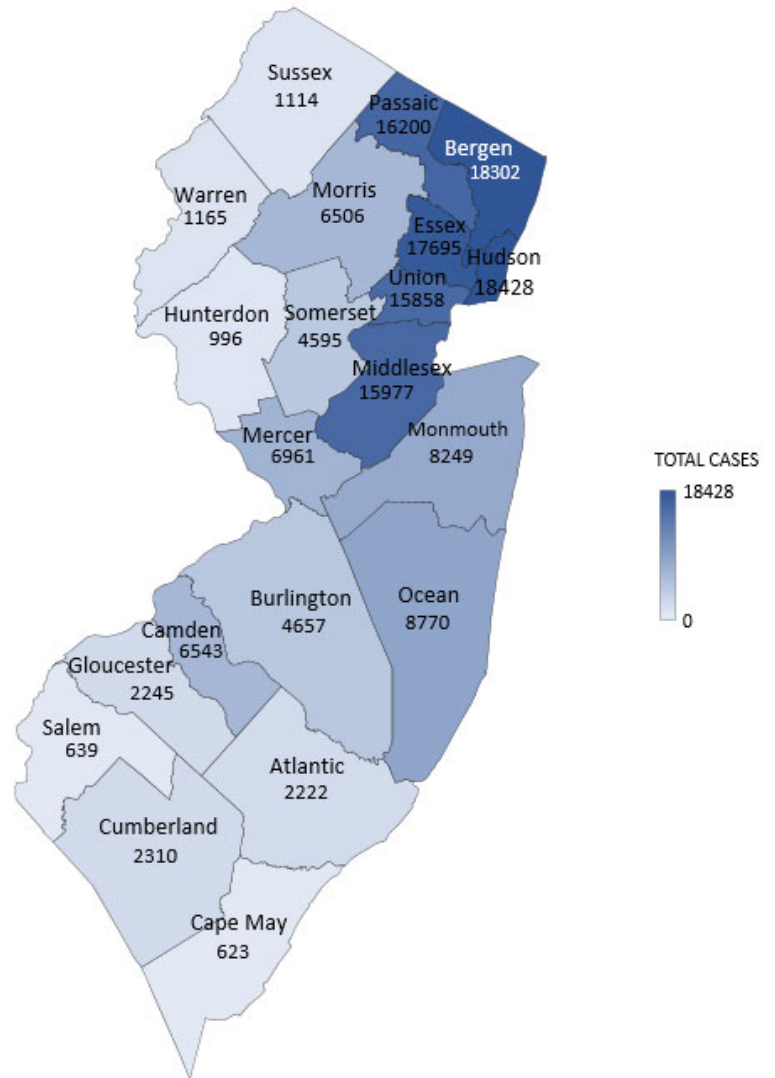 Sussex
1114
Passaic
16200
Bergen
18302
Warren
1165
Morris
6506
Essex
17695
Hudson
18428
Union
15858
Hunterdon
996
Somerset
4595
Middlesex
15977
Mercer
6961
Monmouth
8249
TOTAL CASES
18428
0
Burlington
4657
Ocean
8770
Camden
6543
Gloucester
2245
Salem
639
Atlantic
2222
Cumberland
2310
Cape May
623